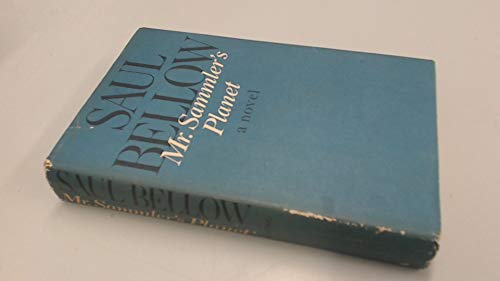 SAUL
BELLOW
Mr. Sammler's
Planet
a novel
SAUL BELLOW
Mr. Sammler's Planet